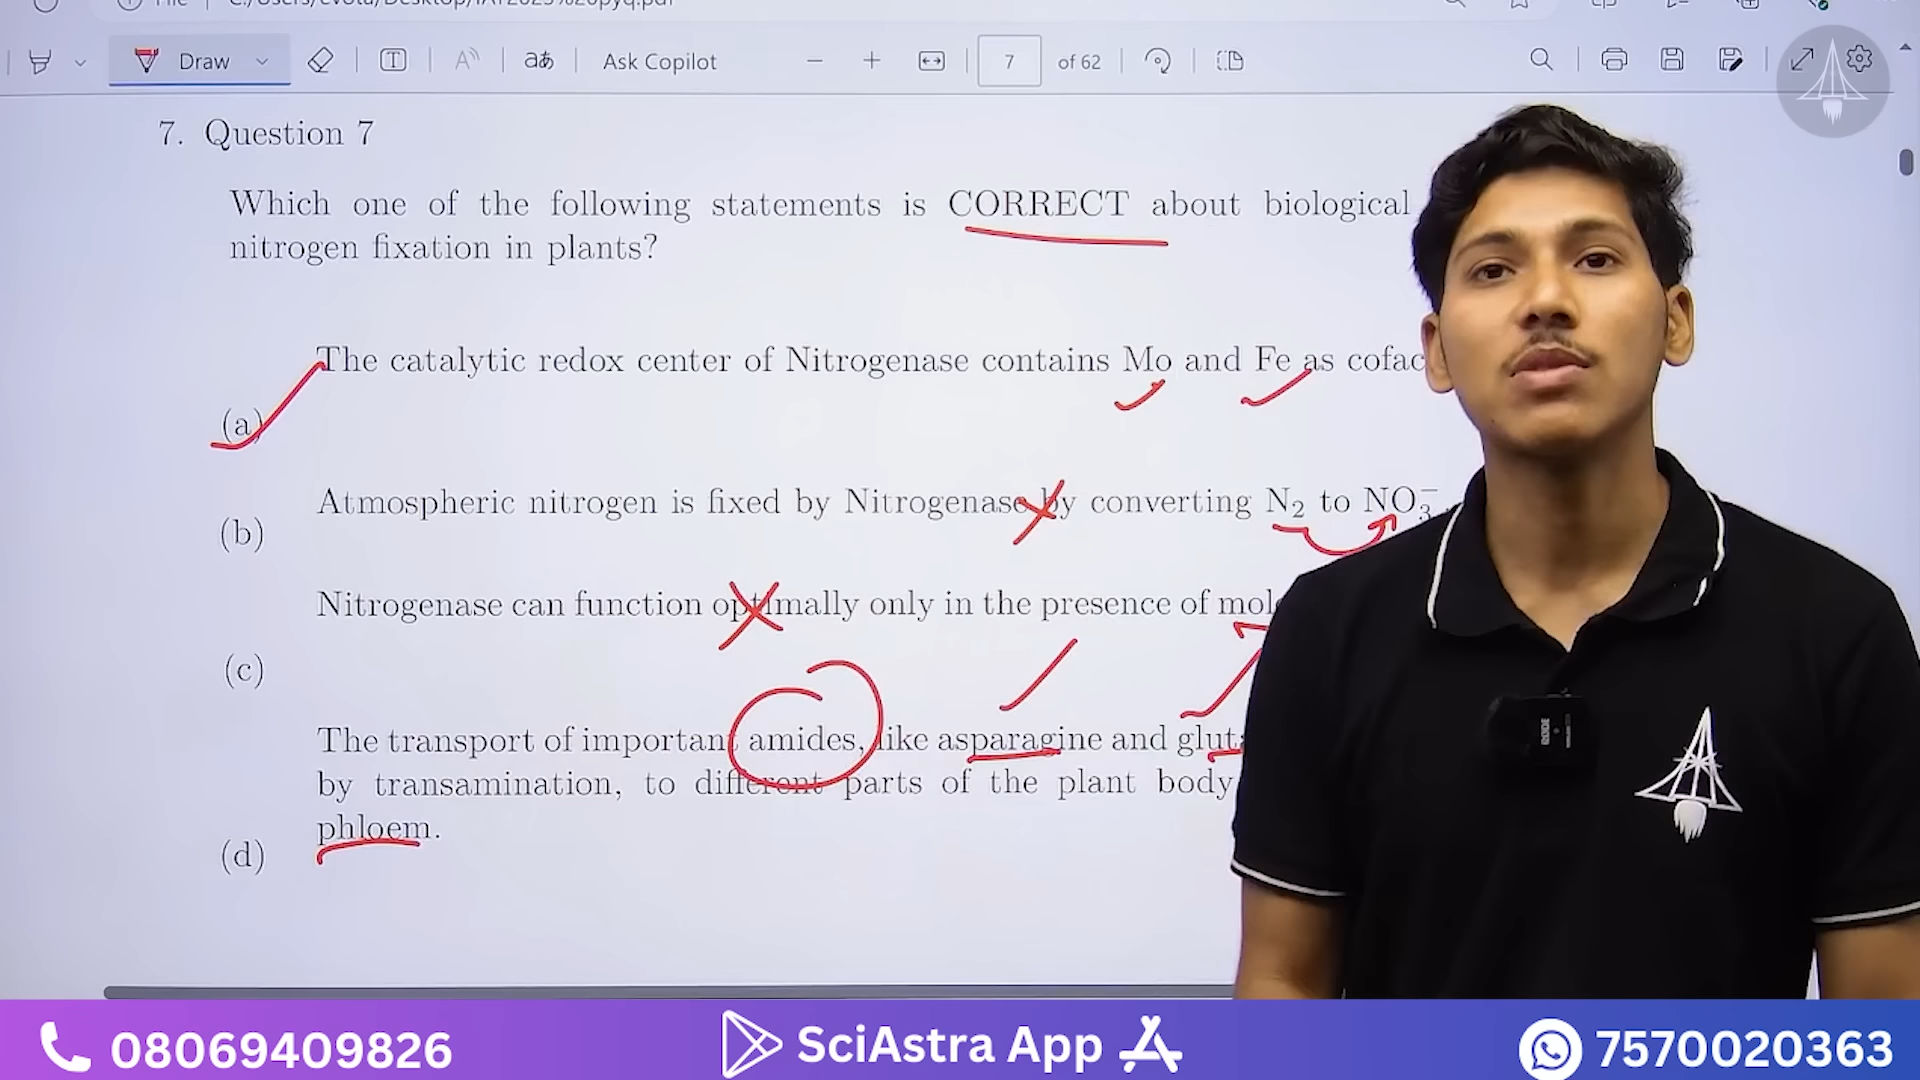 Draw
Ask Copilot
7 of 62
7. Question 7
Which one of the following statements is CORRECT about biological
nitrogen fixation in plants?
The catalytic redox center of Nitrogenase contains Mo and Fe as cofac
(a)
Atmospheric nitrogen is fixed by Nitrogenase by converting N₂ to NO₃⁻.
(b)
Nitrogenase can function optimally only in the presence of mol
(c)
The transport of important amides, like asparagine and glut
by transamination, to different parts of the plant body
phloem.
(d)
08069409826
SciAstra App
7570020363